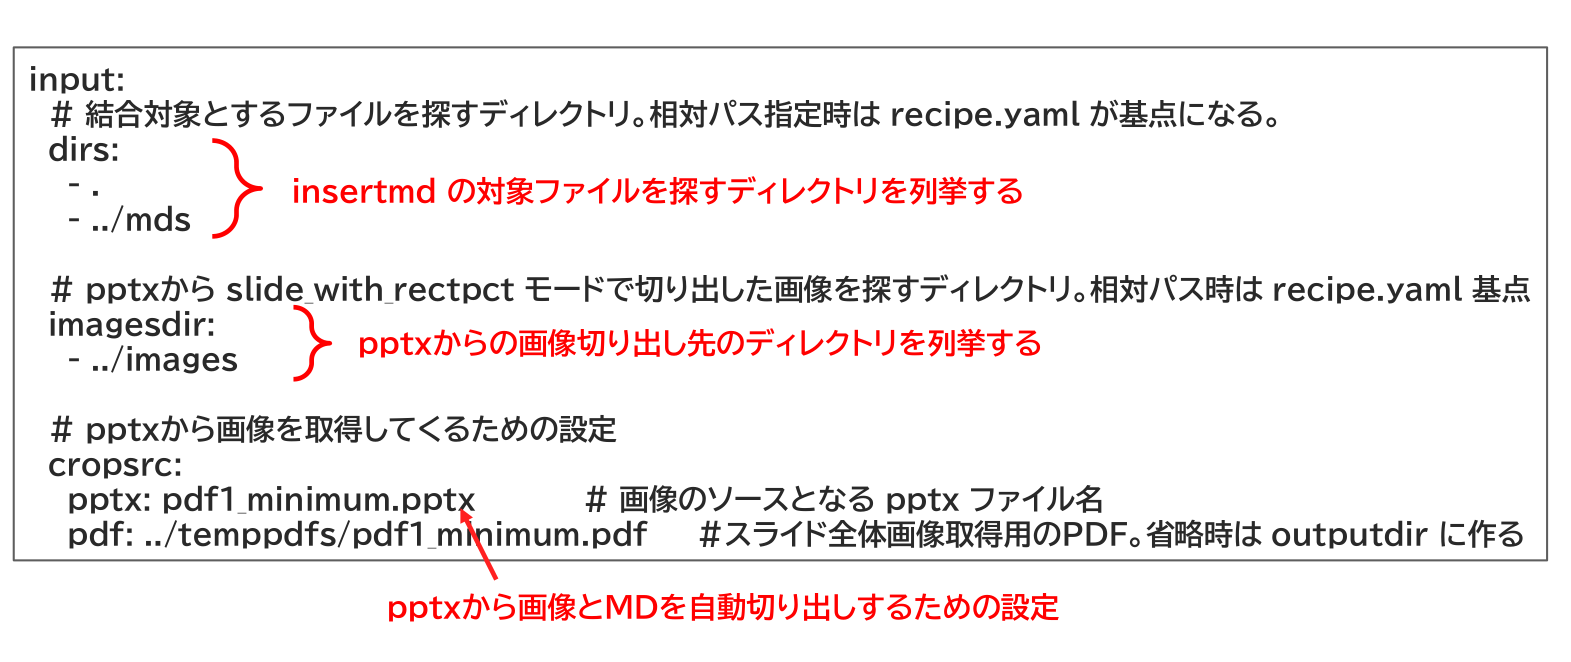 input:
# 結合対象とするファイルを探すディレクトリ。相対パス指定時は recipe.yaml が基点になる。
dirs:
- .
- ../mds
insertmd の対象ファイルを探すディレクトリを列挙する
# pptxから slide_with_rectpct モードで切り出した画像を探すディレクトリ。相対パス時は recipe.yaml 基点
imagesdir:
- ../images
pptxからの画像切り出し先のディレクトリを列挙する
# pptxから画像を取得してくるための設定
cropsrc:
pptx: pdf1_minimum.pptx # 画像のソースとなる pptx ファイル名
pdf: ../temppdfs/pdf1_minimum.pdf #スライド全体画像取得用のPDF。省略時は outputdir に作る
pptxから画像とMDを自動切り出しするための設定